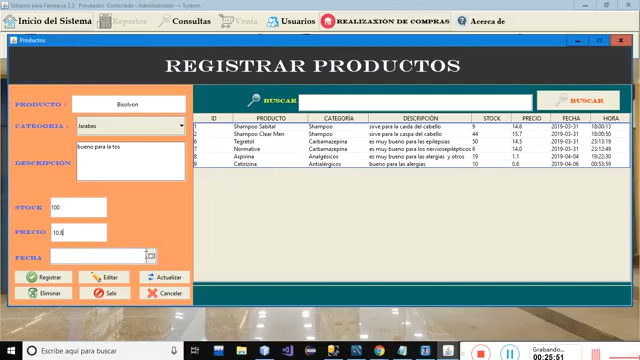 Sistema para Farmacia 2.3 Proveedor Conectado : Administrador -> System
Inicio del Sistema Reportes Consultas Venta Usuarios REALIZAXIÓN DE COMPRAS Acerca de
Productos
REGISTRAR PRODUCTOS
PRODUCTO : Bisolvon
CATEGORIA : Jarabes
DESCRIPCIÓN bueno para la tos
STOCK 100
PRECIO 10.8
FECHA
Registrar Editar Actualizar
Eliminar Salir Cancelar
BUSCAR BUSCAR
ID PRODUCTO CATEGORÍA DESCRIPCIÓN STOCK PRECIO FECHA HORA
1 Shampoo Sabital Shampoo sirve para la caida del cabello 9 14.6 2019-03-31 18:00:13
2 Shampoo Clear Men Shampoo sirve para la caida del cabello 44 15.7 2019-03-31 18:00:50
6 Tegretol Carbamazepina es muy bueno para las epilepsias 50 14.5 2019-03-31 23:13:19
7 Normative Carbamazepina es muy bueno para los nerviosepilépticos 6 14.0 2019-03-31 23:12:49
8 Aspirina Analgésicos es muy bueno para las alergias y otros 19 1.1 2019-04-04 19:22:30
9 Cetirizina Antialérgicos bueno para las alergias 10 0.6 2019-04-06 00:53:59
Escribe aquí para buscar
Grabando...
00:25:51